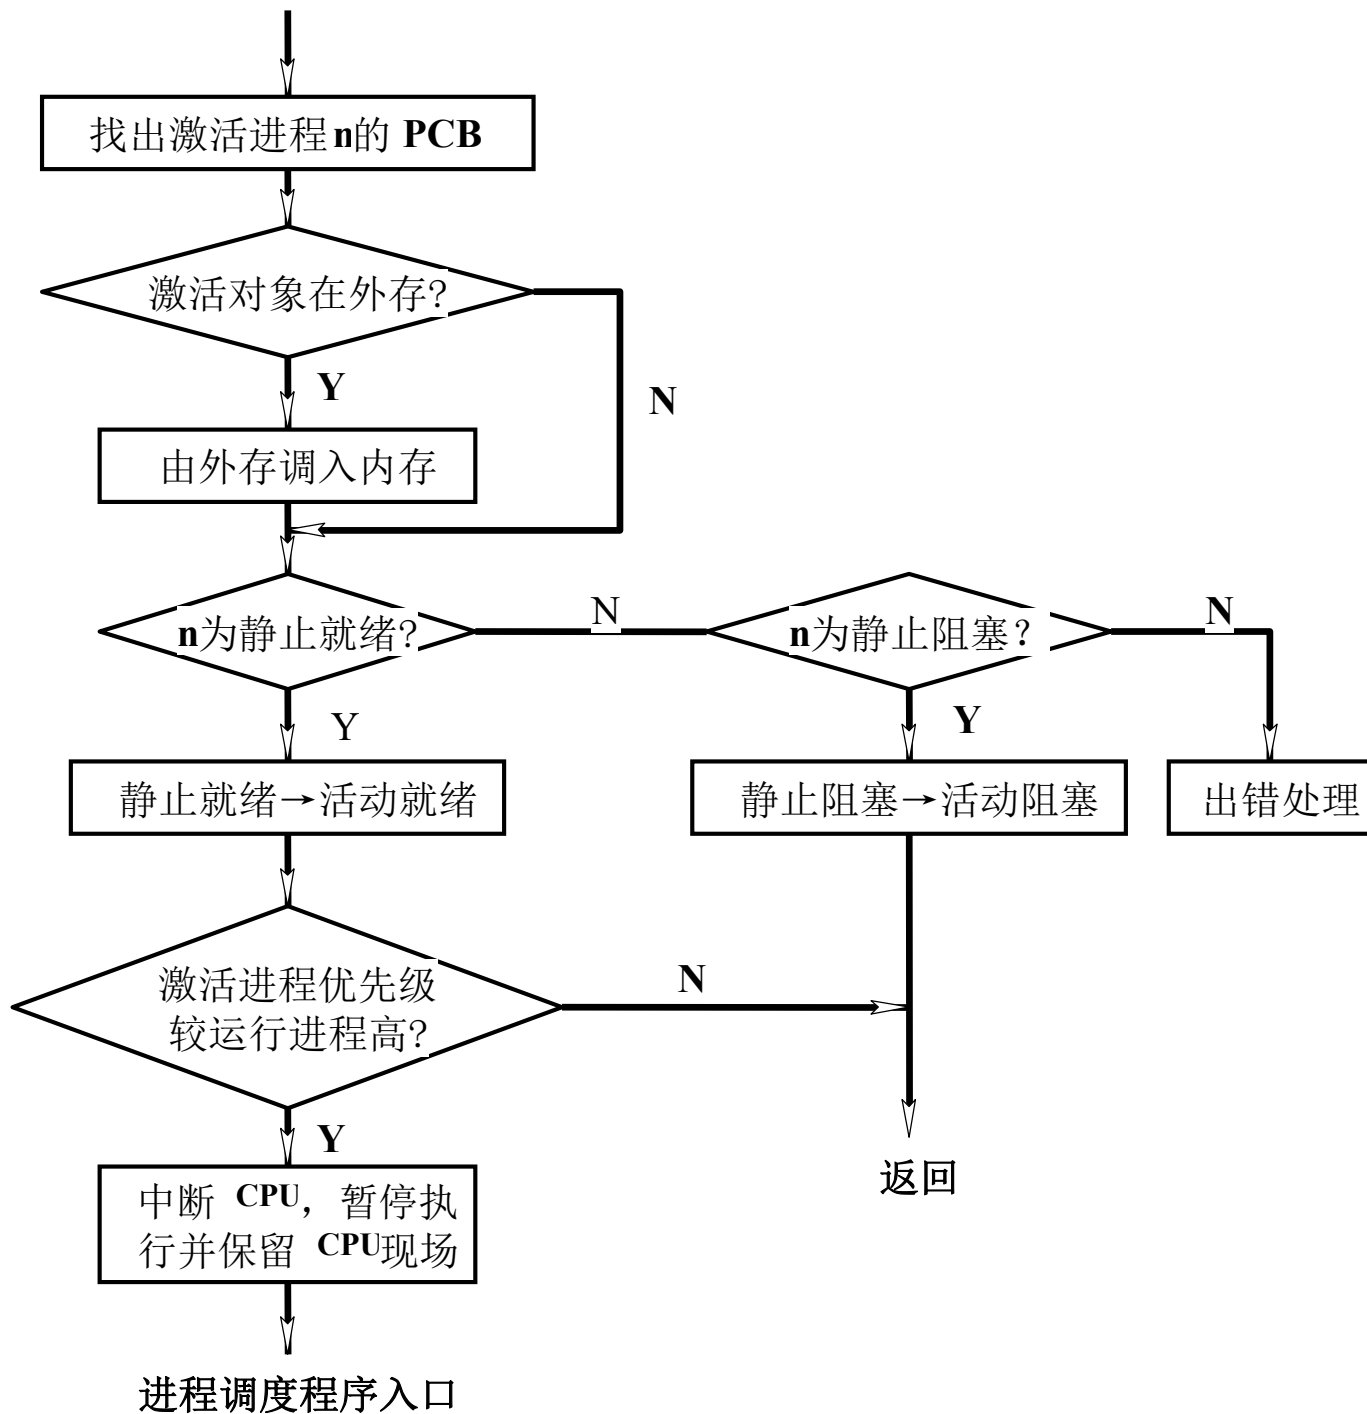 找出激活进程n的 PCB
激活对象在外存?
Y
N
由外存调入内存
n为静止就绪?
N
n为静止阻塞？
N
Y
Y
静止就绪→活动就绪
静止阻塞→活动阻塞
出错处理
激活进程优先级
较运行进程高?
N
Y
返回
中断 CPU，暂停执
行并保留 CPU现场
进程调度程序入口